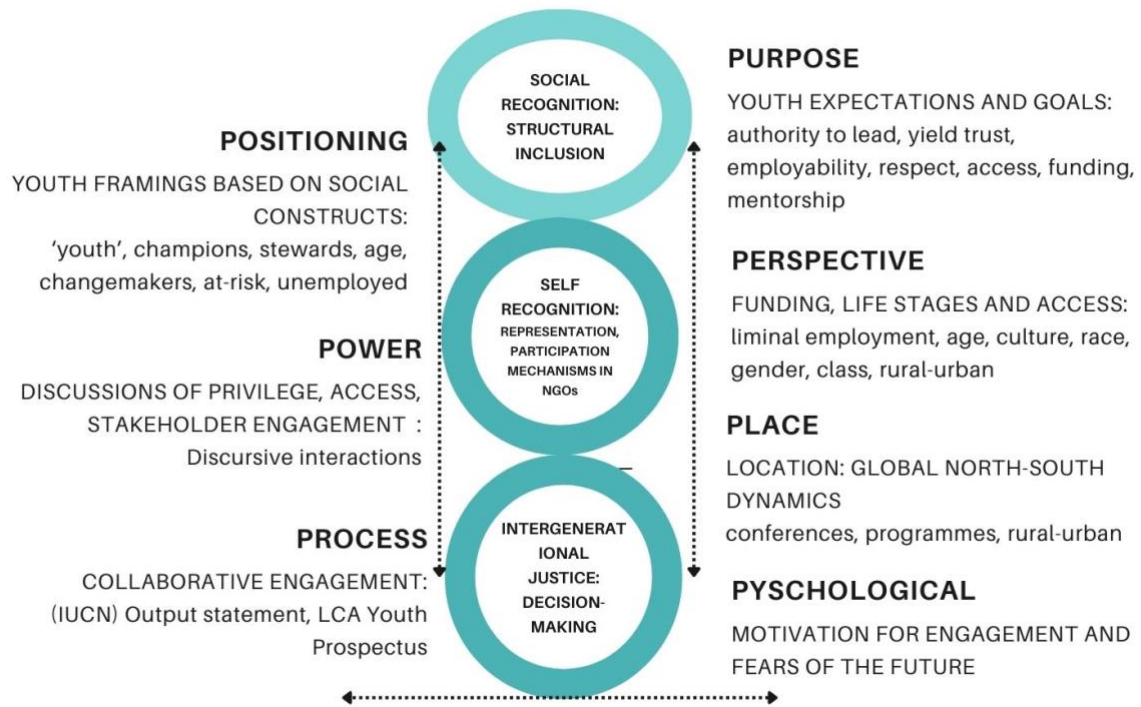 POSITIONING
YOUTH FRAMINGS BASED ON SOCIAL
CONSTRUCTS:
‘youth’, champions, stewards, age,
changemakers, at-risk, unemployed
POWER
DISCUSSIONS OF PRIVILEGE, ACCESS,
STAKEHOLDER ENGAGEMENT :
Discursive interactions
PROCESS
COLLABORATIVE ENGAGEMENT:
(IUCN) Output statement, LCA Youth
Prospectus
SOCIAL
RECOGNITION:
STRUCTURAL
INCLUSION
SELF
RECOGNITION:
REPRESENTATION,
PARTICIPATION
MECHANISMS IN
NGOs
INTERGENERAT
IONAL
JUSTICE:
DECISION-
MAKING
PURPOSE
YOUTH EXPECTATIONS AND GOALS:
authority to lead, yield trust,
employability, respect, access, funding,
mentorship
PERSPECTIVE
FUNDING, LIFE STAGES AND ACCESS:
liminal employment, age, culture, race,
gender, class, rural-urban
PLACE
LOCATION: GLOBAL NORTH-SOUTH
DYNAMICS
conferences, programmes, rural-urban
PYSCHOLOGICAL
MOTIVATION FOR ENGAGEMENT AND
FEARS OF THE FUTURE